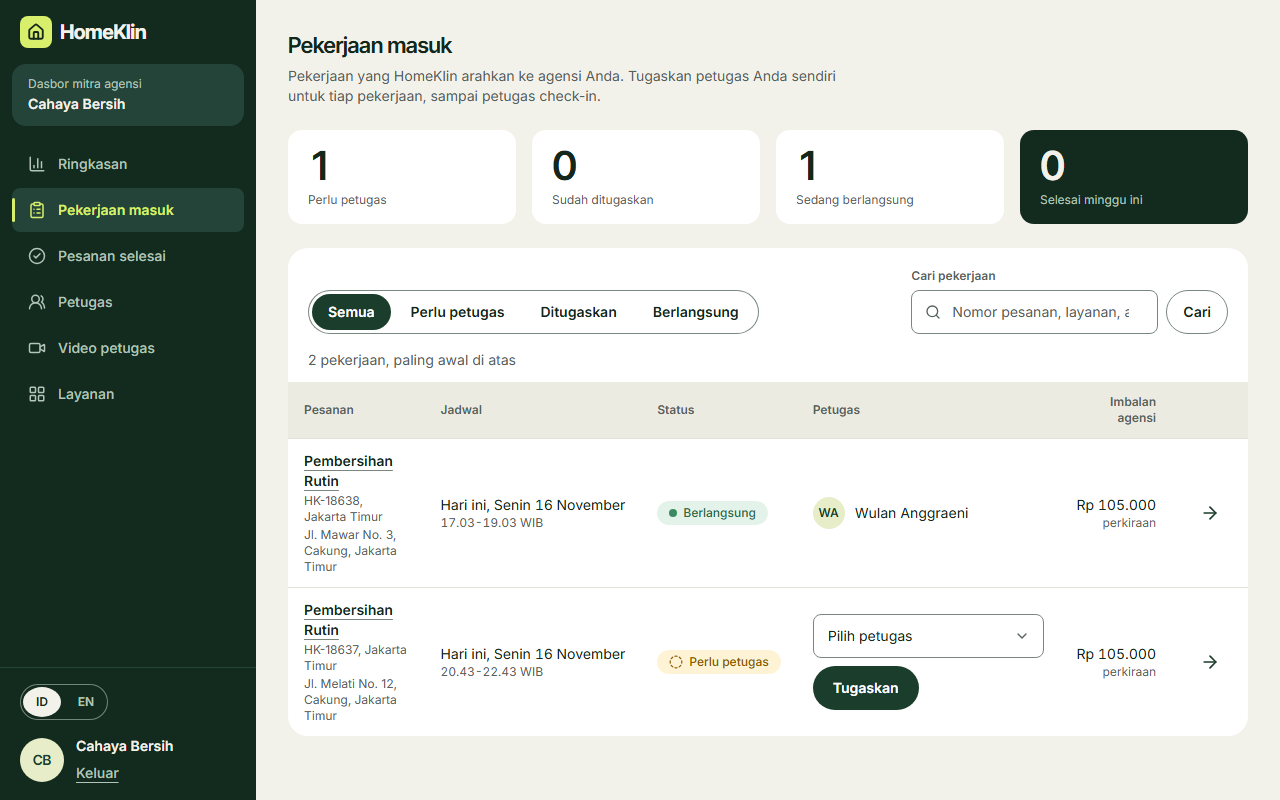 HomeKlin
Dasbor mitra agensi
Cahaya Bersih
Ringkasan
Pekerjaan masuk
Pesanan selesai
Petugas
Video petugas
Layanan
ID EN
CB
Cahaya Bersih
Keluar
Pekerjaan masuk
Pekerjaan yang HomeKlin arahkan ke agensi Anda. Tugaskan petugas Anda sendiri
untuk tiap pekerjaan, sampai petugas check-in.
1
Perlu petugas
0
Sudah ditugaskan
1
Sedang berlangsung
0
Selesai minggu ini
Semua Perlu petugas Ditugaskan Berlangsung
Cari pekerjaan
Nomor pesanan, layanan,
Cari
2 pekerjaan, paling awal di atas
Pesanan Jadwal Status Petugas Imbalan
agensi
Pembersihan
Rutin
HK-18638,
Jakarta Timur
Jl. Mawar No. 3,
Cakung, Jakarta
Timur
Hari ini, Senin 16 November
17.03-19.03 WIB
Berlangsung
WA Wulan Anggraeni
Rp 105.000
perkiraan
Pembersihan
Rutin
HK-18637, Jakarta
Timur
Jl. Melati No. 12,
Cakung, Jakarta
Timur
Hari ini, Senin 16 November
20.43-22.43 WIB
Perlu petugas
Pilih petugas
Tugaskan
Rp 105.000
perkiraan